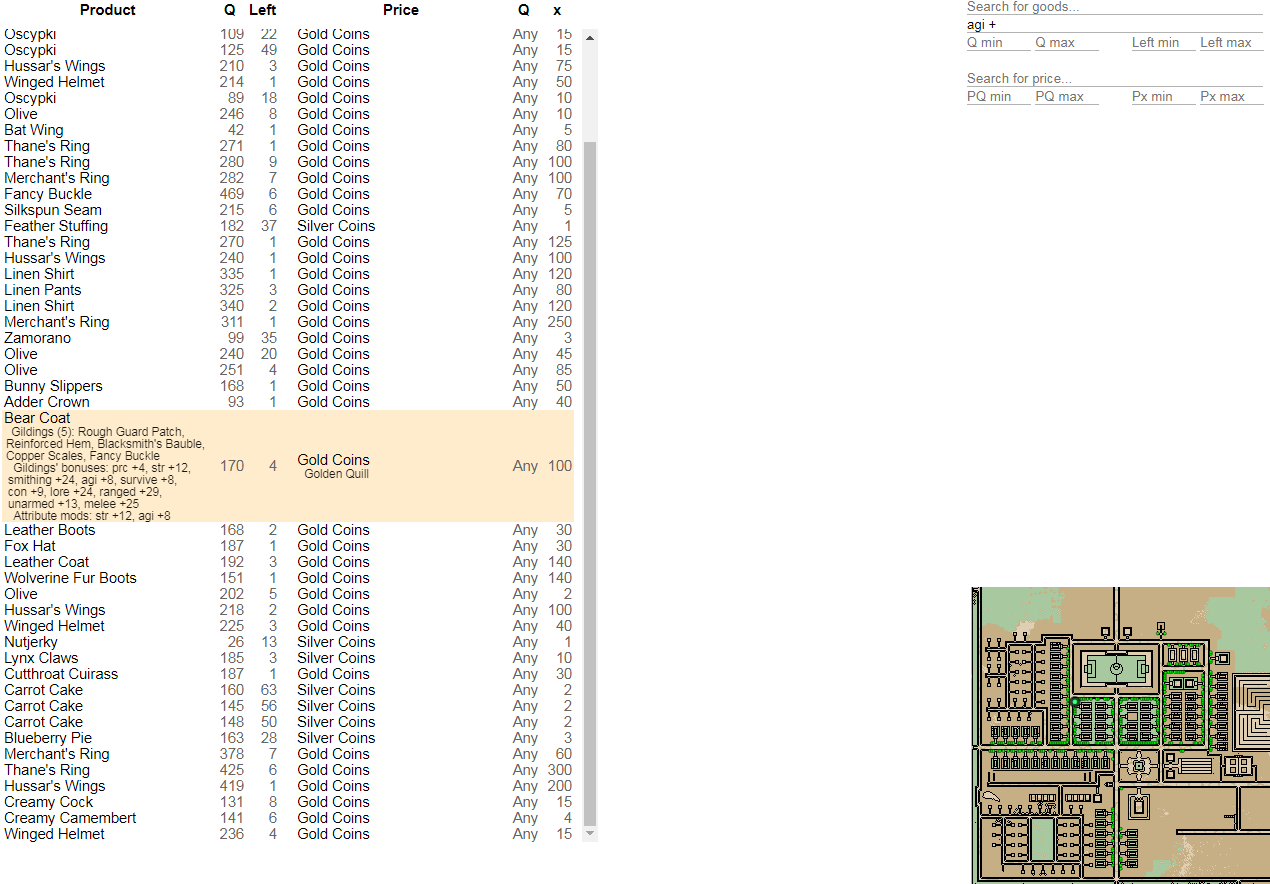 Product Q Left Price Q x
Oscypki 109 22 Gold Coins Any 15
Oscypki 125 49 Gold Coins Any 15
Hussar's Wings 210 3 Gold Coins Any 75
Winged Helmet 214 1 Gold Coins Any 50
Oscypki 89 18 Gold Coins Any 10
Olive 246 8 Gold Coins Any 10
Bat Wing 42 1 Gold Coins Any 5
Thane's Ring 271 1 Gold Coins Any 80
Thane's Ring 280 9 Gold Coins Any 100
Merchant's Ring 282 7 Gold Coins Any 100
Fancy Buckle 469 6 Gold Coins Any 70
Silkspun Seam 215 6 Gold Coins Any 5
Feather Stuffing 182 37 Silver Coins Any 1
Thane's Ring 270 1 Gold Coins Any 125
Hussar's Wings 240 1 Gold Coins Any 100
Linen Shirt 335 1 Gold Coins Any 120
Linen Pants 325 3 Gold Coins Any 80
Linen Shirt 340 2 Gold Coins Any 120
Merchant's Ring 311 1 Gold Coins Any 250
Zamorano 99 35 Gold Coins Any 3
Olive 240 20 Gold Coins Any 45
Olive 251 4 Gold Coins Any 85
Bunny Slippers 168 1 Gold Coins Any 50
Adder Crown 93 1 Gold Coins Any 40
Bear Coat
Gildings (5): Rough Guard Patch,
Reinforced Hem, Blacksmith's Bauble,
Copper Scales, Fancy Buckle
Gildings' bonuses: prc +4, str +12,
smithing +24, agi +8, survive +8,
con +9, lore +24, ranged +29,
unarmed +13, melee +25
Attribute mods: str +12, agi +8
170 4 Gold Coins Any 100
Golden Quill
Leather Boots 168 2 Gold Coins Any 30
Fox Hat 187 1 Gold Coins Any 30
Leather Coat 192 3 Gold Coins Any 140
Wolverine Fur Boots 151 1 Gold Coins Any 140
Olive 202 5 Gold Coins Any 2
Hussar's Wings 218 2 Gold Coins Any 100
Winged Helmet 225 3 Gold Coins Any 40
Nutjerky 26 13 Silver Coins Any 1
Lynx Claws 185 3 Silver Coins Any 10
Cutthroat Cuirass 187 1 Gold Coins Any 30
Carrot Cake 160 63 Silver Coins Any 2
Carrot Cake 145 56 Silver Coins Any 2
Carrot Cake 148 50 Silver Coins Any 2
Blueberry Pie 163 28 Silver Coins Any 3
Merchant's Ring 378 7 Gold Coins Any 60
Thane's Ring 425 6 Gold Coins Any 300
Hussar's Wings 419 1 Gold Coins Any 200
Creamy Cock 131 8 Gold Coins Any 15
Creamy Camembert 141 6 Gold Coins Any 4
Winged Helmet 236 4 Gold Coins Any 15
Search for goods...
agi +
Q min Q max Left min Left max
Search for price...
PQ min PQ max Px min Px max